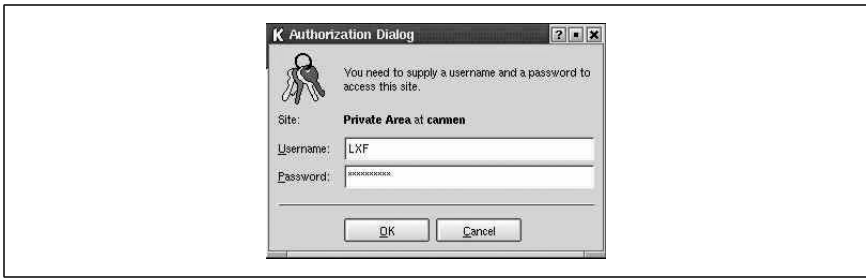 K Authorization Dialog
You need to supply a username and a password to
access this site.
Site: Private Area at carmen
Username: LXF
Password: **********
OK Cancel